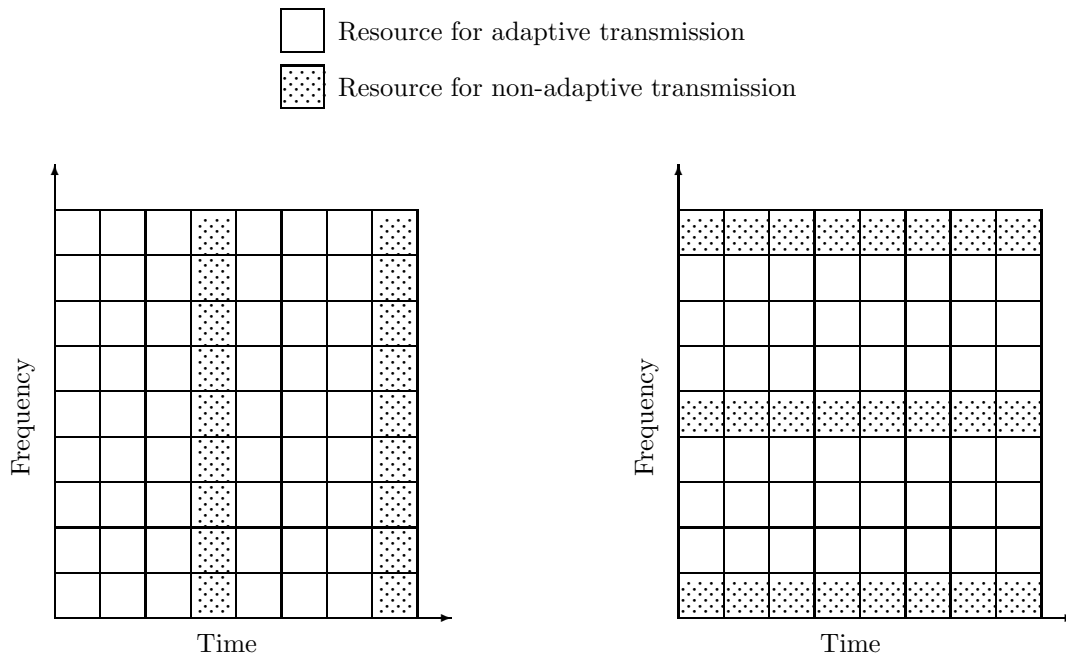 Resource for adaptive transmission
Resource for non-adaptive transmission
Frequency
Time
Frequency
Time